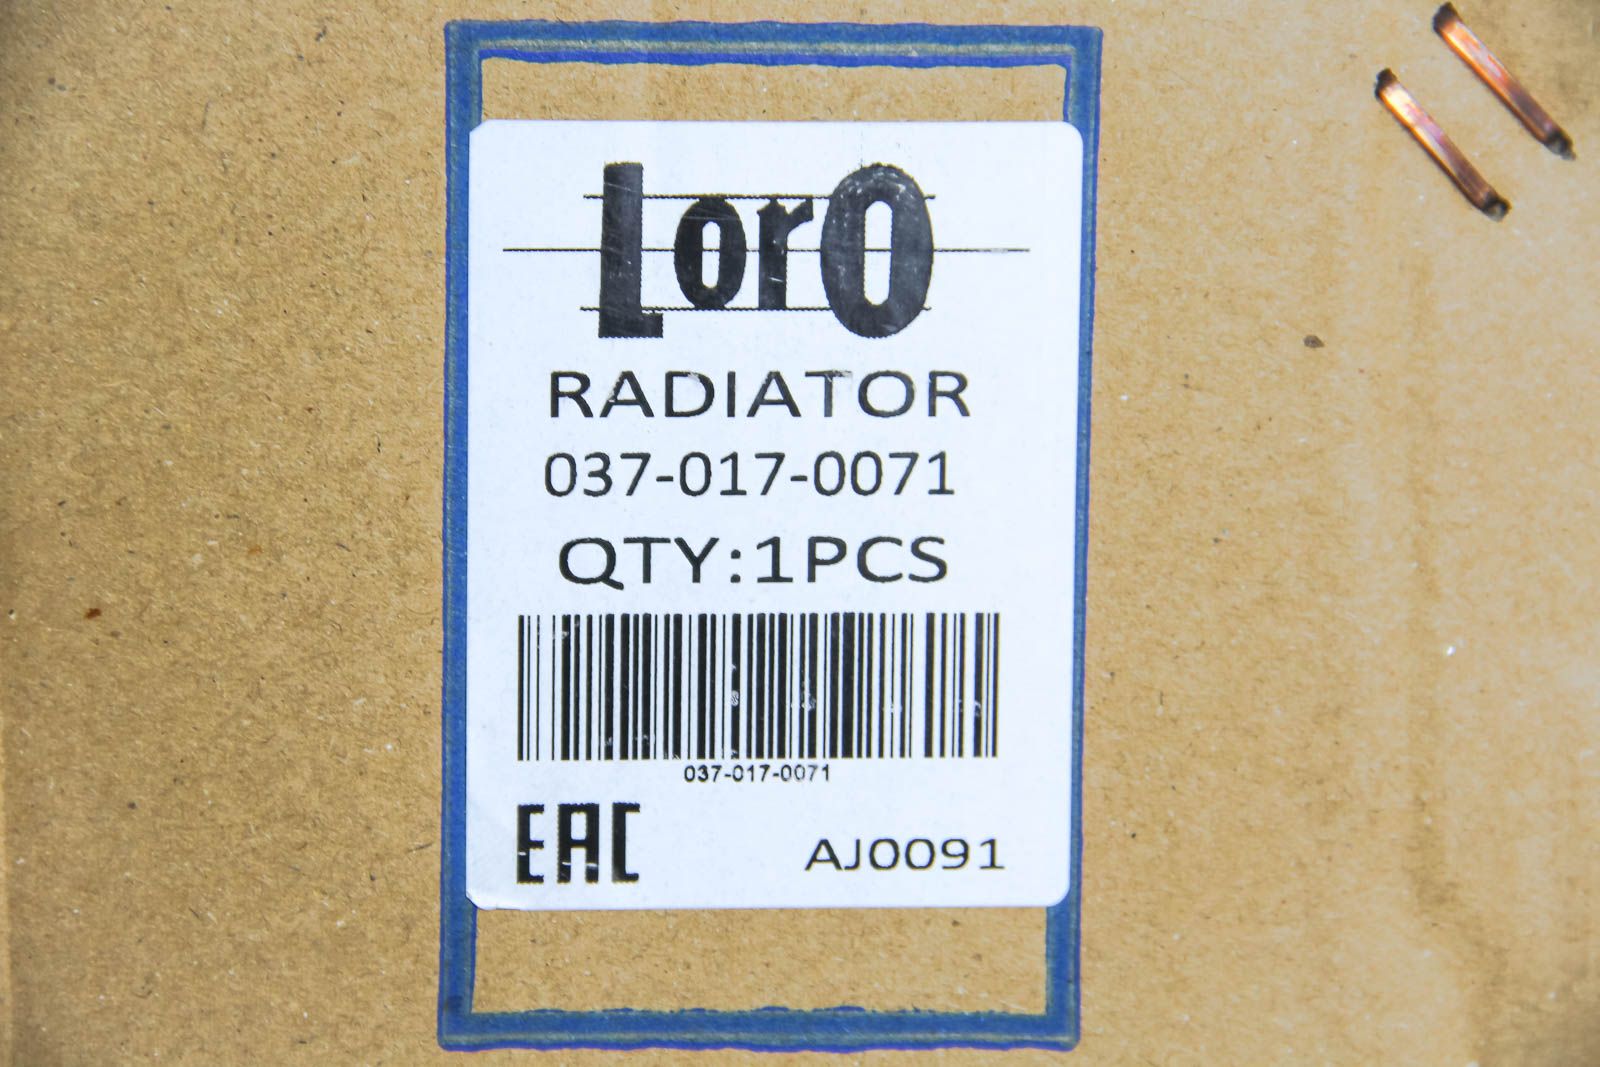 LorO
RADIATOR
037-017-0071
QTY:1PCS
037-017-0071
EAC
AJ0091